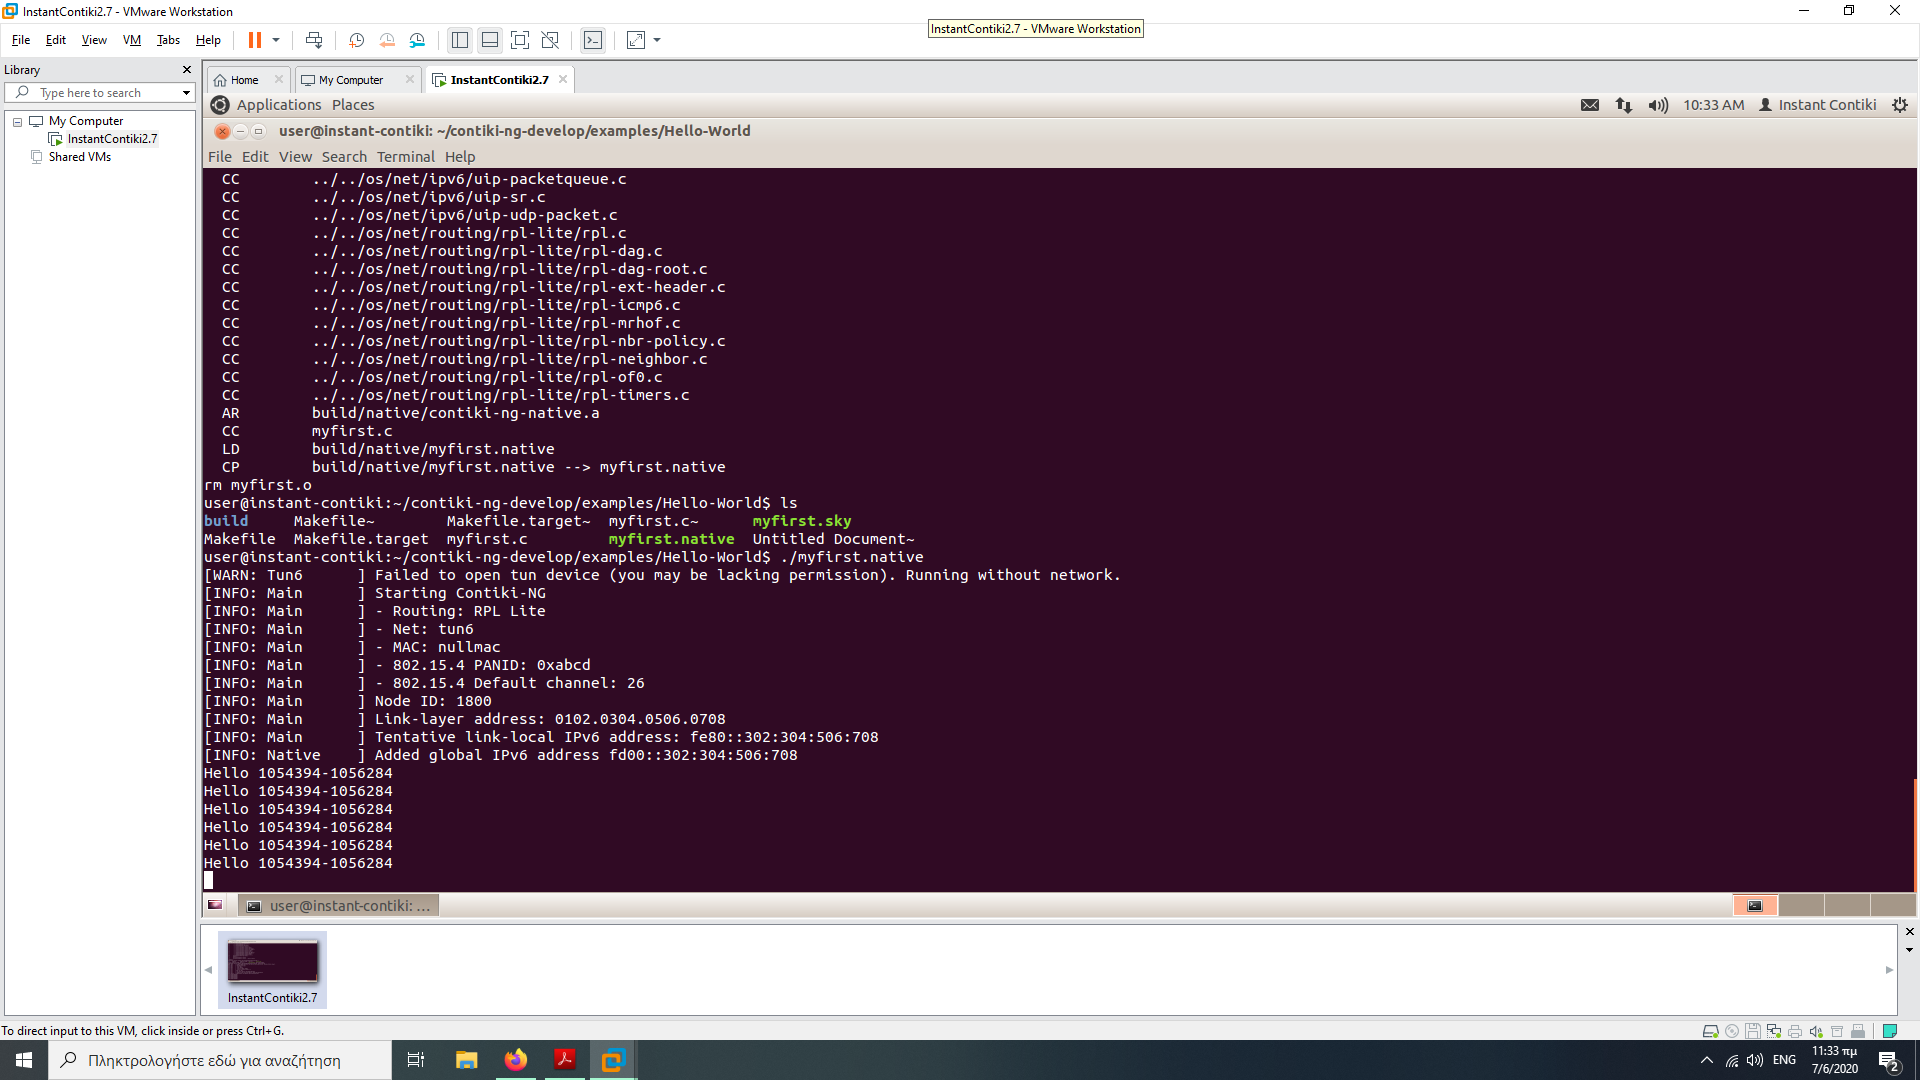 InstantContiki2.7 - VMware Workstation
InstantContiki2.7 - VMware Workstation
File Edit View VM Tabs Help
Library
Type here to search
My Computer
InstantContiki2.7
Shared VMs
Home My Computer InstantContiki2.7
Applications Places 10:33 AM Instant Contiki
user@instant-contiki: ~/contiki-ng-develop/examples/Hello-World
File Edit View Search Terminal Help
CC ../../os/net/ipv6/uip-packetqueue.c
CC ../../os/net/ipv6/uip-sr.c
CC ../../os/net/ipv6/uip-udp-packet.c
CC ../../os/net/routing/rpl-lite/rpl.c
CC ../../os/net/routing/rpl-lite/rpl-dag.c
CC ../../os/net/routing/rpl-lite/rpl-dag-root.c
CC ../../os/net/routing/rpl-lite/rpl-ext-header.c
CC ../../os/net/routing/rpl-lite/rpl-icmp6.c
CC ../../os/net/routing/rpl-lite/rpl-mrhof.c
CC ../../os/net/routing/rpl-lite/rpl-nbr-policy.c
CC ../../os/net/routing/rpl-lite/rpl-neighbor.c
CC ../../os/net/routing/rpl-lite/rpl-of0.c
CC ../../os/net/routing/rpl-lite/rpl-timers.c
AR build/native/contiki-ng-native.a
CC myfirst.c
LD build/native/myfirst.native
CP build/native/myfirst.native --> myfirst.native
rm myfirst.o
user@instant-contiki:~/contiki-ng-develop/examples/Hello-World$ ls
build Makefile~ Makefile.target~ myfirst.c~ myfirst.sky
Makefile Makefile.target myfirst.c myfirst.native Untitled Document~
user@instant-contiki:~/contiki-ng-develop/examples/Hello-World$ ./myfirst.native
[WARN: Tun6 ] Failed to open tun device (you may be lacking permission). Running without network.
[INFO: Main ] Starting Contiki-NG
[INFO: Main ] - Routing: RPL Lite
[INFO: Main ] - Net: tun6
[INFO: Main ] - MAC: nullmac
[INFO: Main ] - 802.15.4 PANID: 0xabcd
[INFO: Main ] - 802.15.4 Default channel: 26
[INFO: Main ] Node ID: 1800
[INFO: Main ] Link-layer address: 0102.0304.0506.0708
[INFO: Main ] Tentative link-local IPv6 address: fe80::302:304:506:708
[INFO: Native ] Added global IPv6 address fd00::302:304:506:708
Hello 1054394-1056284
Hello 1054394-1056284
Hello 1054394-1056284
Hello 1054394-1056284
Hello 1054394-1056284
Hello 1054394-1056284
user@instant-contiki: ...
InstantContiki2.7
To direct input to this VM, click inside or press Ctrl+G.
Πληκτρολογήστε εδώ για αναζήτηση
ENG
11:33 πμ
7/6/2020
2